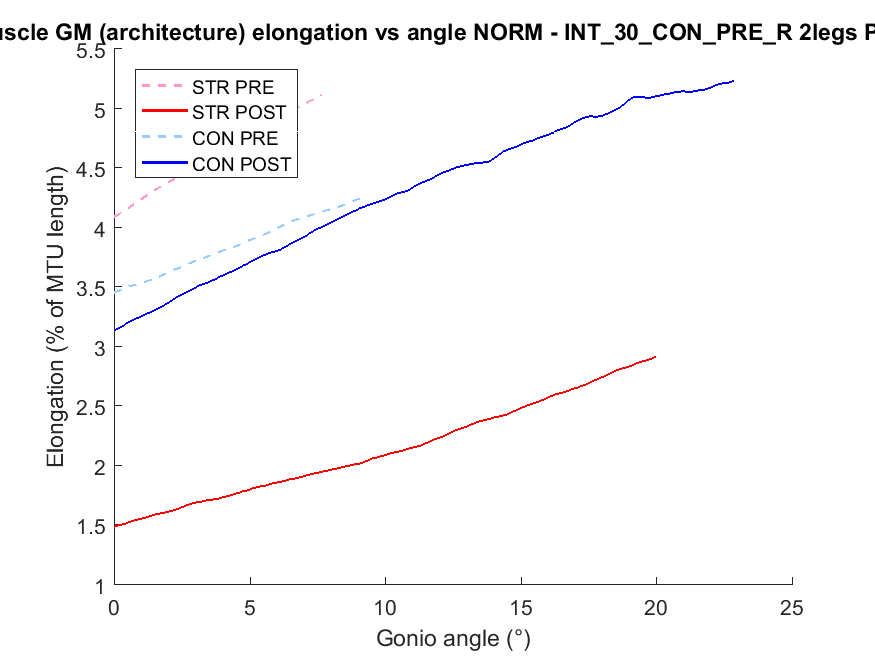 uscle GM (architecture) elongation vs angle NORM - INT_30_CON_PRE_R 2legs P
5.5
5
4.5
4
3.5
3
2.5
2
1.5
1
Elongation (% of MTU length)
STR PRE
STR POST
CON PRE
CON POST
0 5 10 15 20 25
Gonio angle (°)